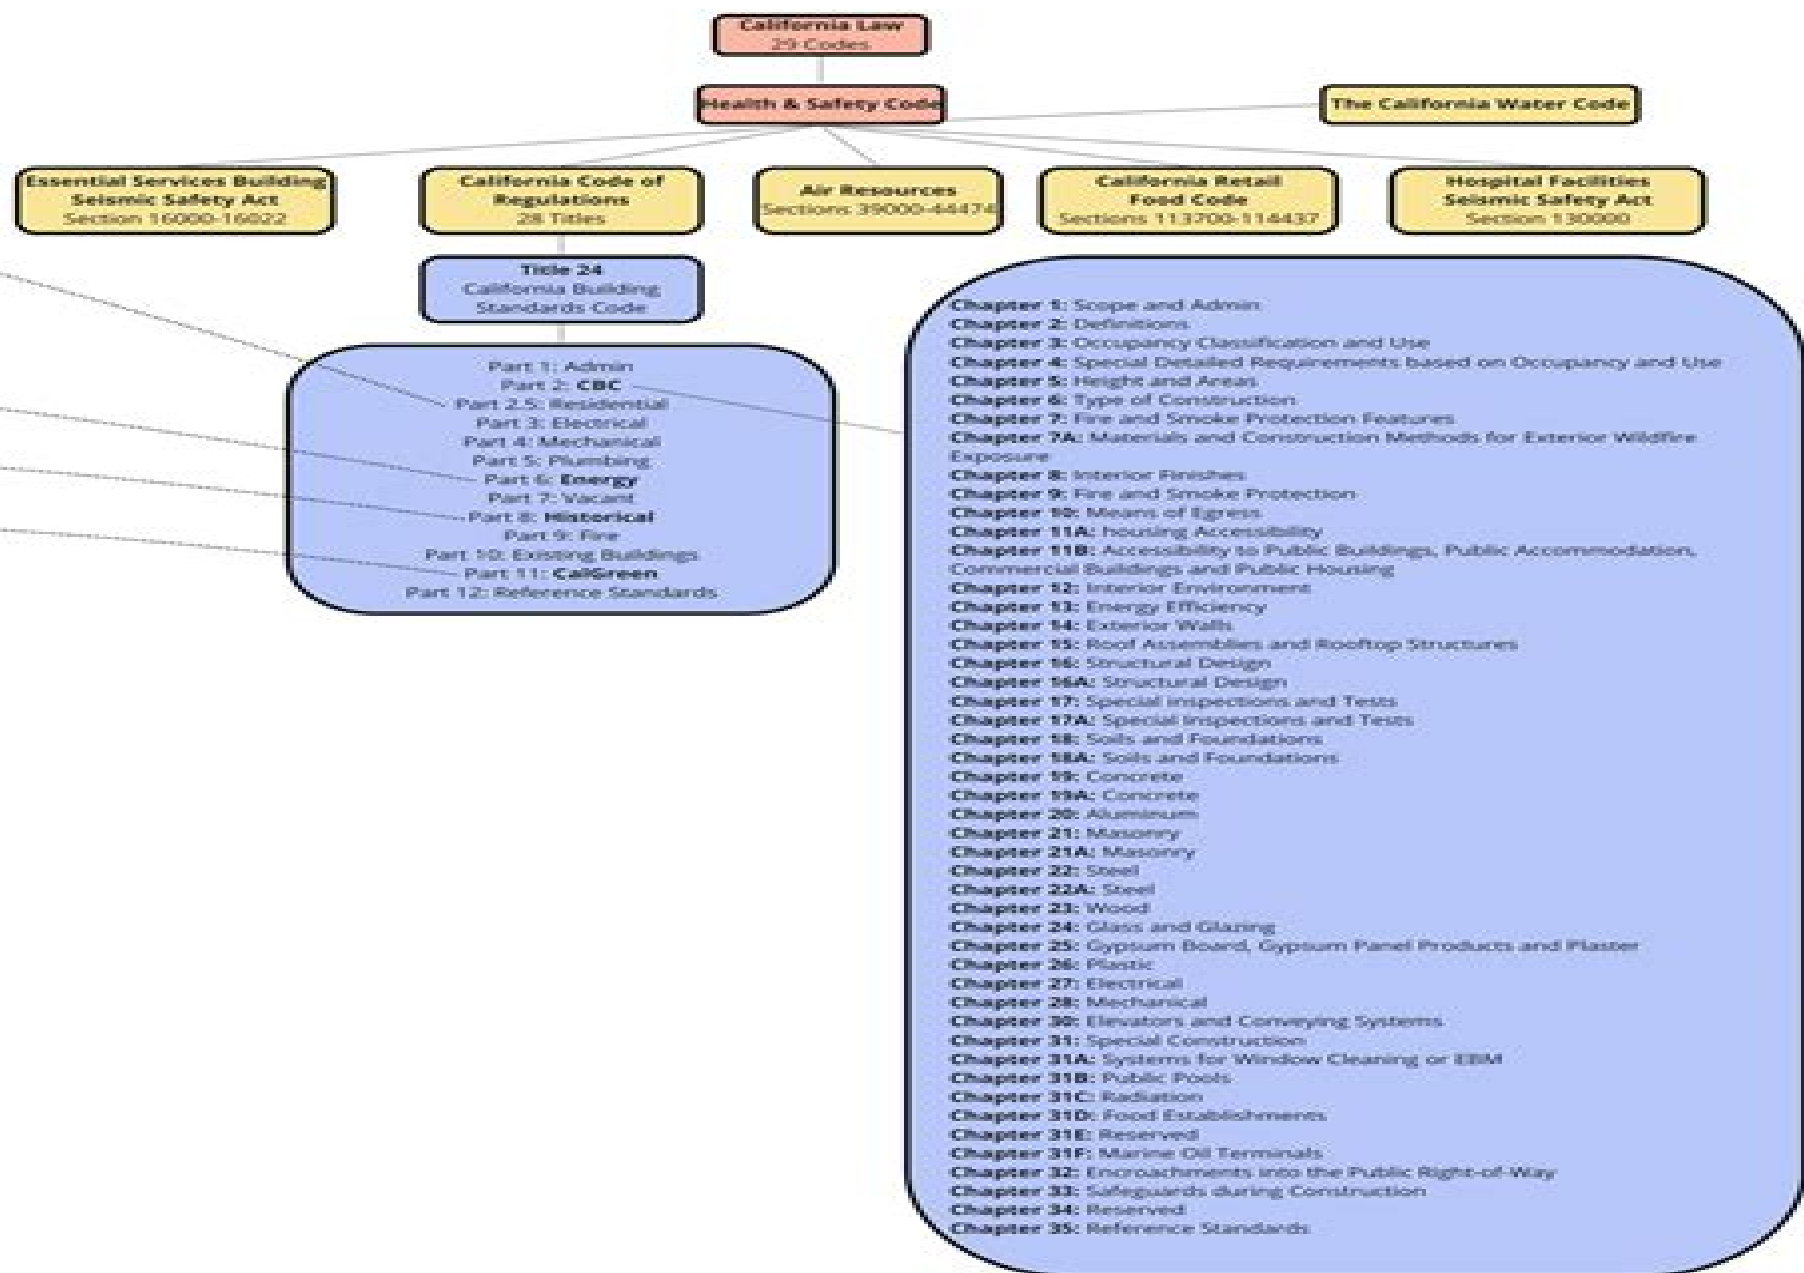 California Law
29 Codes
Health & Safety Code
The California Water Code
Essential Services Building
Seismic Safety Act
Section 16000-16022
California Code of
Regulations
28 Titles
Air Resources
Sections 39000-44474
California Retail
Food Code
Sections 113700-114437
Hospital Facilities
Seismic Safety Act
Section 130000
Title 24
California Building
Standards Code
Part 1: Admin
Part 2: CBC
Part 2.5: Residential
Part 3: Electrical
Part 4: Mechanical
Part 5: Plumbing
Part 6: Energy
Part 7: Vacant
Part 8: Historical
Part 9: Fire
Part 10: Existing Buildings
Part 11: CalGreen
Part 12: Reference Standards
Chapter 1: Scope and Admin
Chapter 2: Definitions
Chapter 3: Occupancy Classification and Use
Chapter 4: Special Detailed Requirements based on Occupancy and Use
Chapter 5: Height and Areas
Chapter 6: Type of Construction
Chapter 7: Fire and Smoke Protection Features
Chapter 7A: Materials and Construction Methods for Exterior Wildfire
Exposure
Chapter 8: Interior Finishes
Chapter 9: Fire and Smoke Protection
Chapter 10: Means of Egress
Chapter 11A: housing Accessibility
Chapter 11B: Accessibility to Public Buildings, Public Accommodation,
Commercial Buildings and Public Housing
Chapter 12: Interior Environment
Chapter 13: Energy Efficiency
Chapter 14: Exterior Walls
Chapter 15: Roof Assemblies and Rooftop Structures
Chapter 16: Structural Design
Chapter 16A: Structural Design
Chapter 17: Special inspections and Tests
Chapter 17A: Special Inspections and Tests
Chapter 18: Soils and Foundations
Chapter 18A: Soils and Foundations
Chapter 19: Concrete
Chapter 19A: Concrete
Chapter 20: Aluminum
Chapter 21: Masonry
Chapter 21A: Masonry
Chapter 22: Steel
Chapter 22A: Steel
Chapter 23: Wood
Chapter 24: Glass and Glazing
Chapter 25: Gypsum Board, Gypsum Panel Products and Plaster
Chapter 26: Plastic
Chapter 27: Electrical
Chapter 28: Mechanical
Chapter 30: Elevators and Conveying Systems
Chapter 31: Special Construction
Chapter 31A: Systems for Window Cleaning or EBM
Chapter 31B: Public Pools
Chapter 31C: Radiation
Chapter 31D: Food Establishments
Chapter 31E: Reserved
Chapter 31F: Marine Oil Terminals
Chapter 32: Encroachments into the Public Right-of-Way
Chapter 33: Safeguards during Construction
Chapter 34: Reserved
Chapter 35: Reference Standards